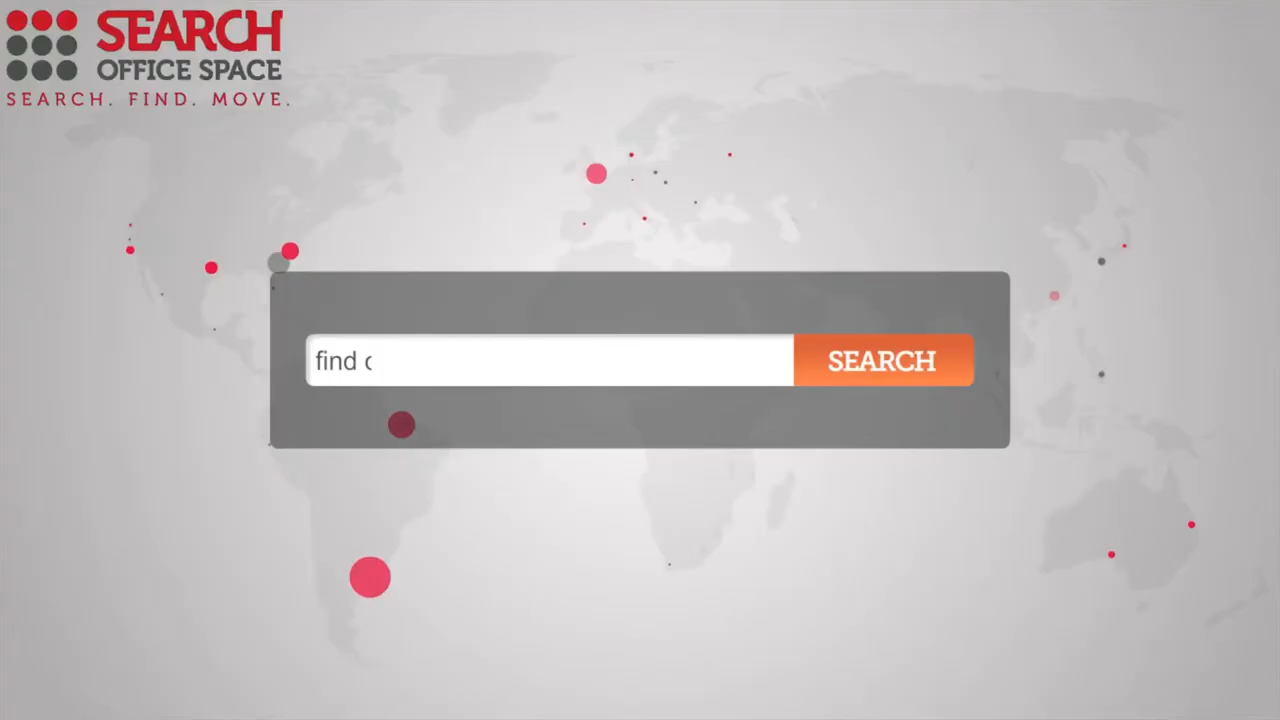 SEARCH
OFFICE SPACE
SEARCH. FIND. MOVE.
find
SEARCH